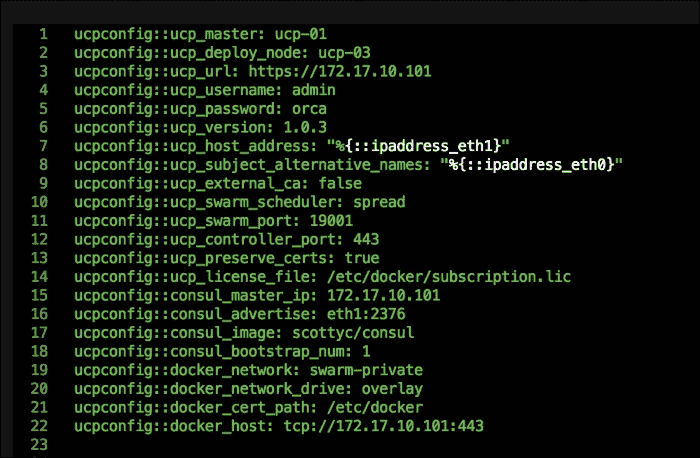 1 ucpconfig::ucp_master: ucp-01
2 ucpconfig::ucp_deploy_node: ucp-03
3 ucpconfig::ucp_url: https://172.17.10.101
4 ucpconfig::ucp_username: admin
5 ucpconfig::ucp_password: orca
6 ucpconfig::ucp_version: 1.0.3
7 ucpconfig::ucp_host_address: "%{::ipaddress_eth1}"
8 ucpconfig::ucp_subject_alternative_names: "%{::ipaddress_eth0}"
9 ucpconfig::ucp_external_ca: false
10 ucpconfig::ucp_swarm_scheduler: spread
11 ucpconfig::ucp_swarm_port: 19001
12 ucpconfig::ucp_controller_port: 443
13 ucpconfig::ucp_preserve_certs: true
14 ucpconfig::ucp_license_file: /etc/docker/subscription.lic
15 ucpconfig::consul_master_ip: 172.17.10.101
16 ucpconfig::consul_advertise: eth1:2376
17 ucpconfig::consul_image: scottyc/consul
18 ucpconfig::consul_bootstrap_num: 1
19 ucpconfig::docker_network: swarm-private
20 ucpconfig::docker_network_drive: overlay
21 ucpconfig::docker_cert_path: /etc/docker
22 ucpconfig::docker_host: tcp://172.17.10.101:443
23